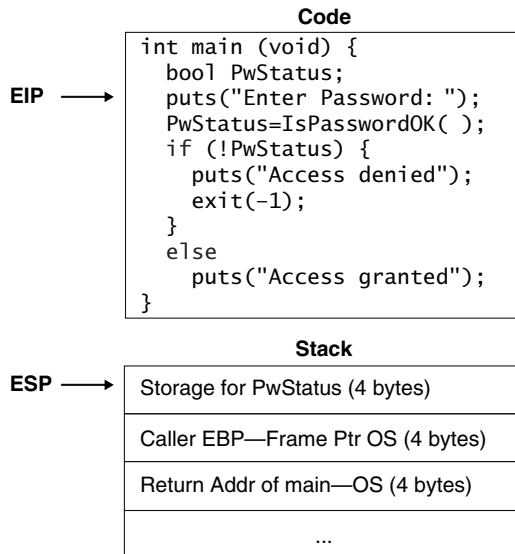 Code
int main (void) {
bool PwStatus;
EIP
puts("Enter Password: ");
PwStatus=IsPasswordOK( );
if (!PwStatus) {
puts("Access denied");
exit(–1);
}
else
puts("Access granted");
}
Stack
ESP
Storage for PwStatus (4 bytes)
Caller EBP—Frame Ptr OS (4 bytes)
Return Addr of main—OS (4 bytes)
...